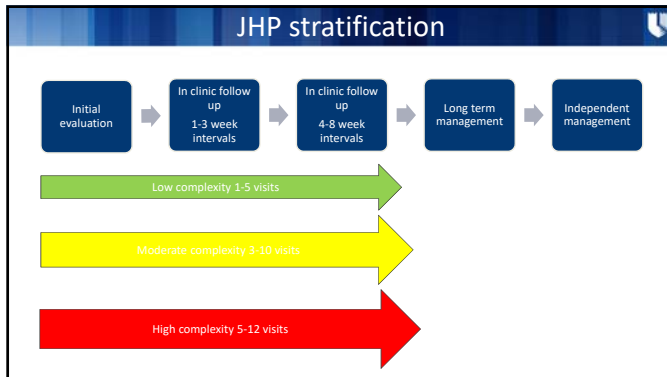 JHP stratification
Initial
evaluation
In clinic follow
up
1-3 week
intervals
In clinic follow
up
4-8 week
intervals
Long term
management
Independent
management
Low complexity 1-5 visits
Moderate complexity 3-10 visits
High complexity 5-12 visits